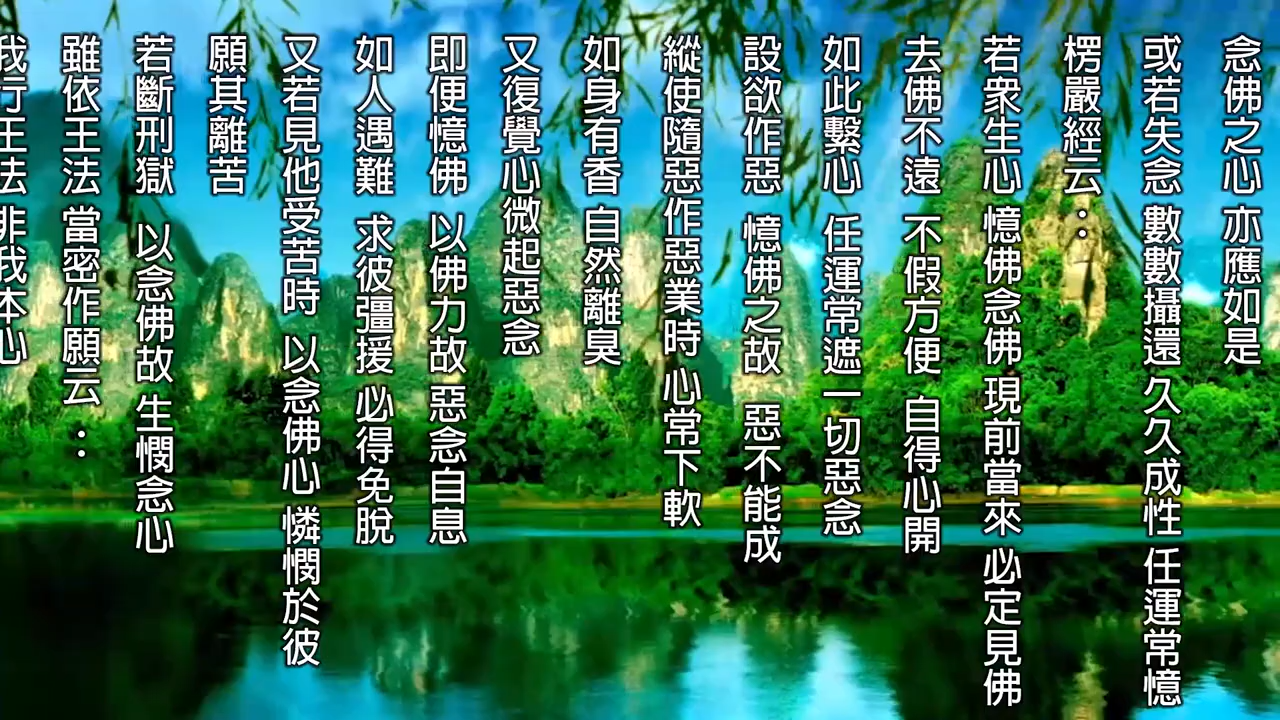 念佛之心 亦應如是
或若失念 數數攝還 久久成性 任運常憶
楞嚴經云：
若衆生心 憶佛念佛 現前當來 必定見佛
去佛不遠 不假方便 自得心開
如此繫心 任運常遮一切惡念
設欲作惡 憶佛之故 惡不能成
縱使隨惡作惡業時 心常下軟
如身有香 自然離臭
又復覺心微起惡念
即便憶佛 以佛力故 惡念自息
如人遇難 求彼彊援 必得免脫
又若見他受苦時 以念佛心 憐憫於彼
願其離苦
若斷刑獄 以念佛故 生憫念心
雖依王法 當密作願云：
我行王法 非我本心